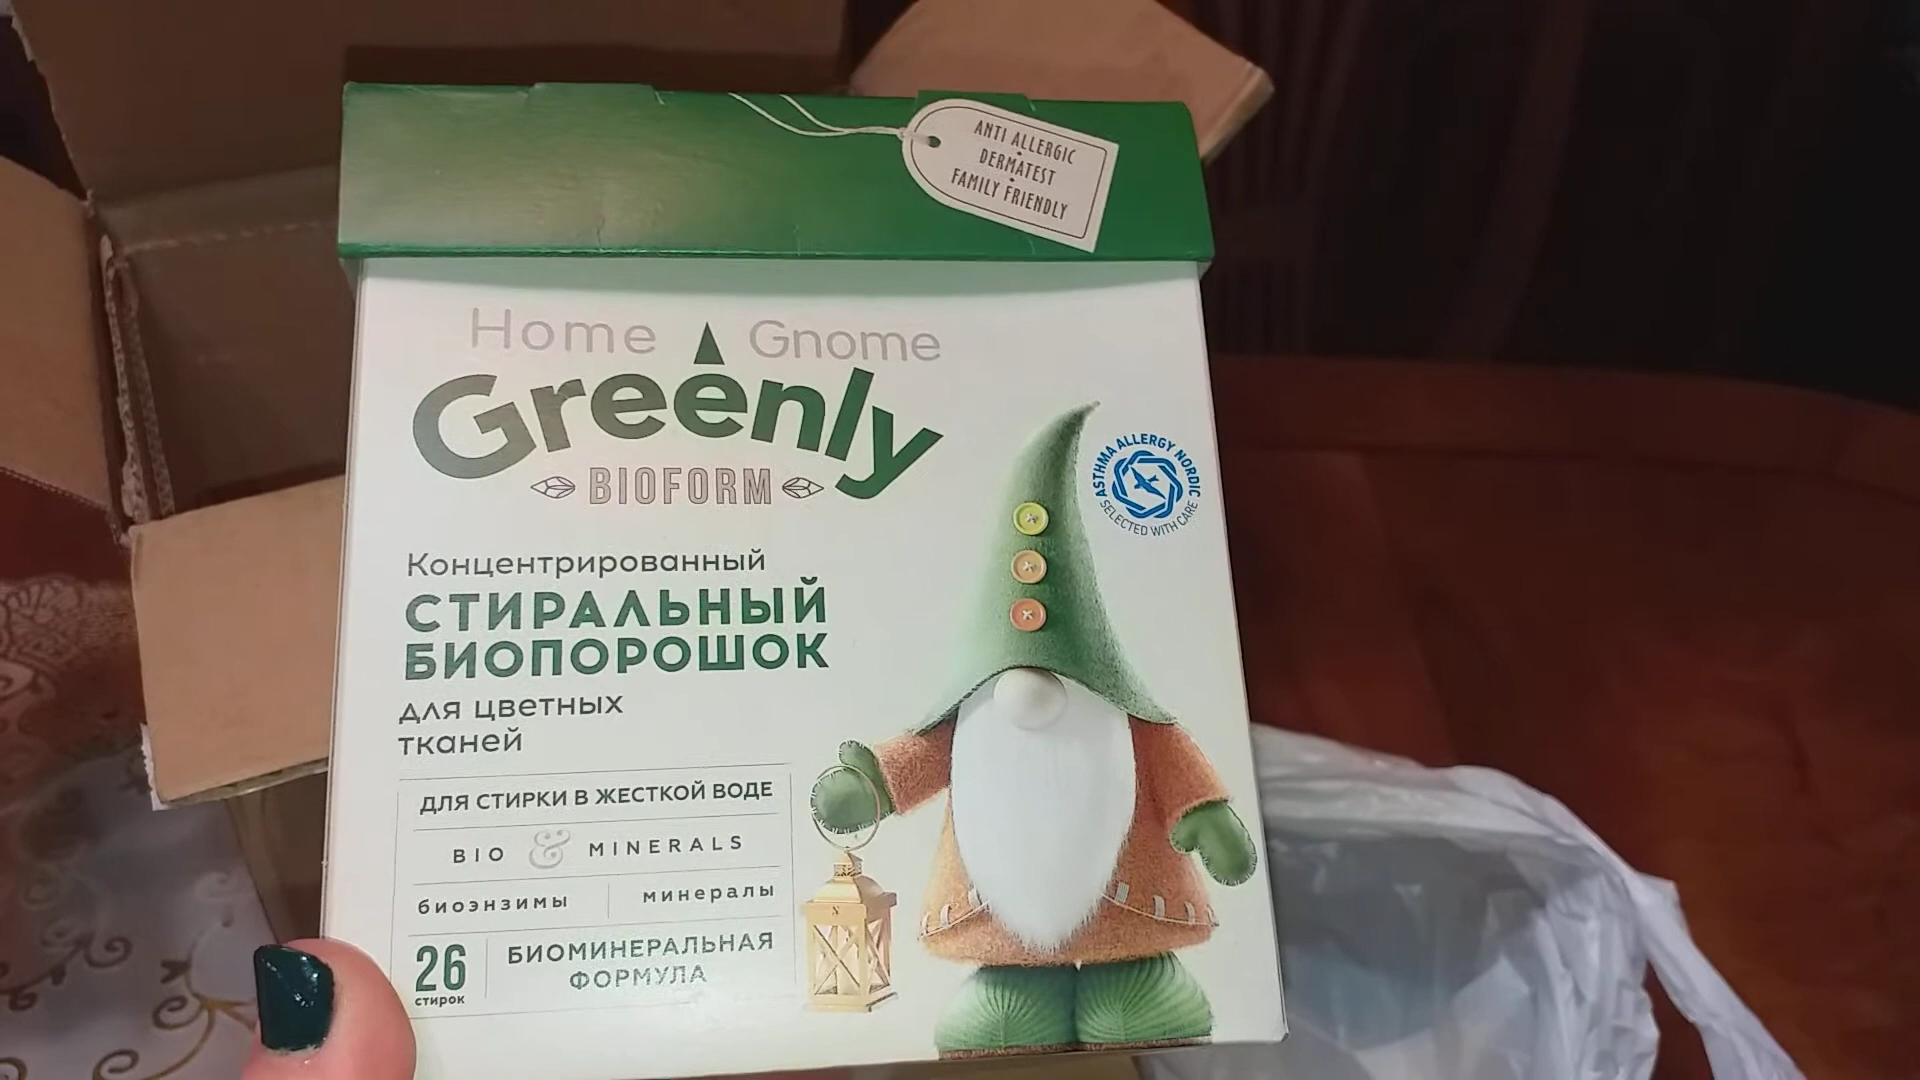 ANTI ALLERGIC
DERMATEST
FAMILY FRIENDLY
Home Gnome
Greenly
BIOFORM
ASTHMA ALLERGY NORDIC
SELECTED WITH CARE
Концентрированный
СТИРАЛЬНЫЙ
БИОПОРОШОК
для цветных
тканей
ДЛЯ СТИРКИ В ЖЕСТКОЙ ВОДЕ
BIO & MINERALS
биоэнзимы минералы
26
стирок
БИОМИНЕРАЛЬНАЯ
ФОРМУЛА